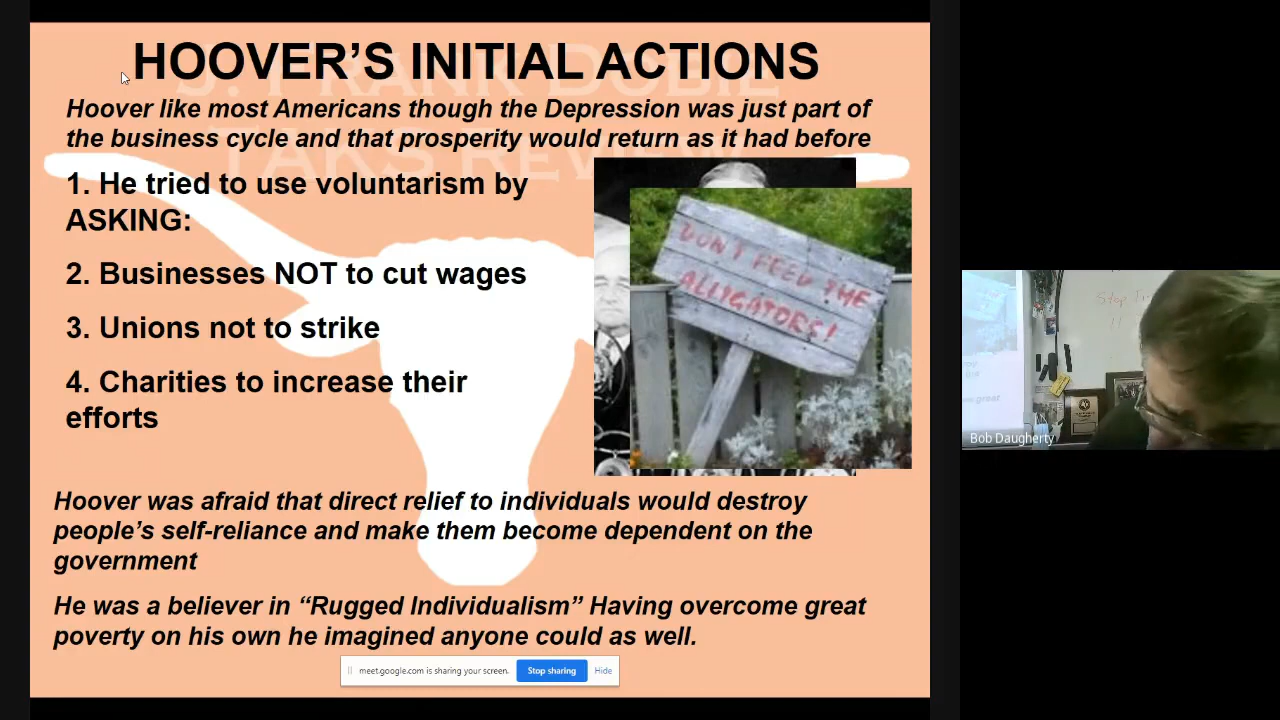 J. FRANK DOBIE
TAKS REVIEW
HOOVER'S INITIAL ACTIONS
Hoover like most Americans though the Depression was just part of
the business cycle and that prosperity would return as it had before
1. He tried to use voluntarism by
ASKING:
2. Businesses NOT to cut wages
3. Unions not to strike
4. Charities to increase their
efforts
DON'T FEED THE
ALLIGATORS!
Hoover was afraid that direct relief to individuals would destroy
people's self-reliance and make them become dependent on the
government
He was a believer in “Rugged Individualism” Having overcome great
poverty on his own he imagined anyone could as well.
meet.google.com is sharing your screen.
Stop sharing
Hide
Stop
Bob Daugherty